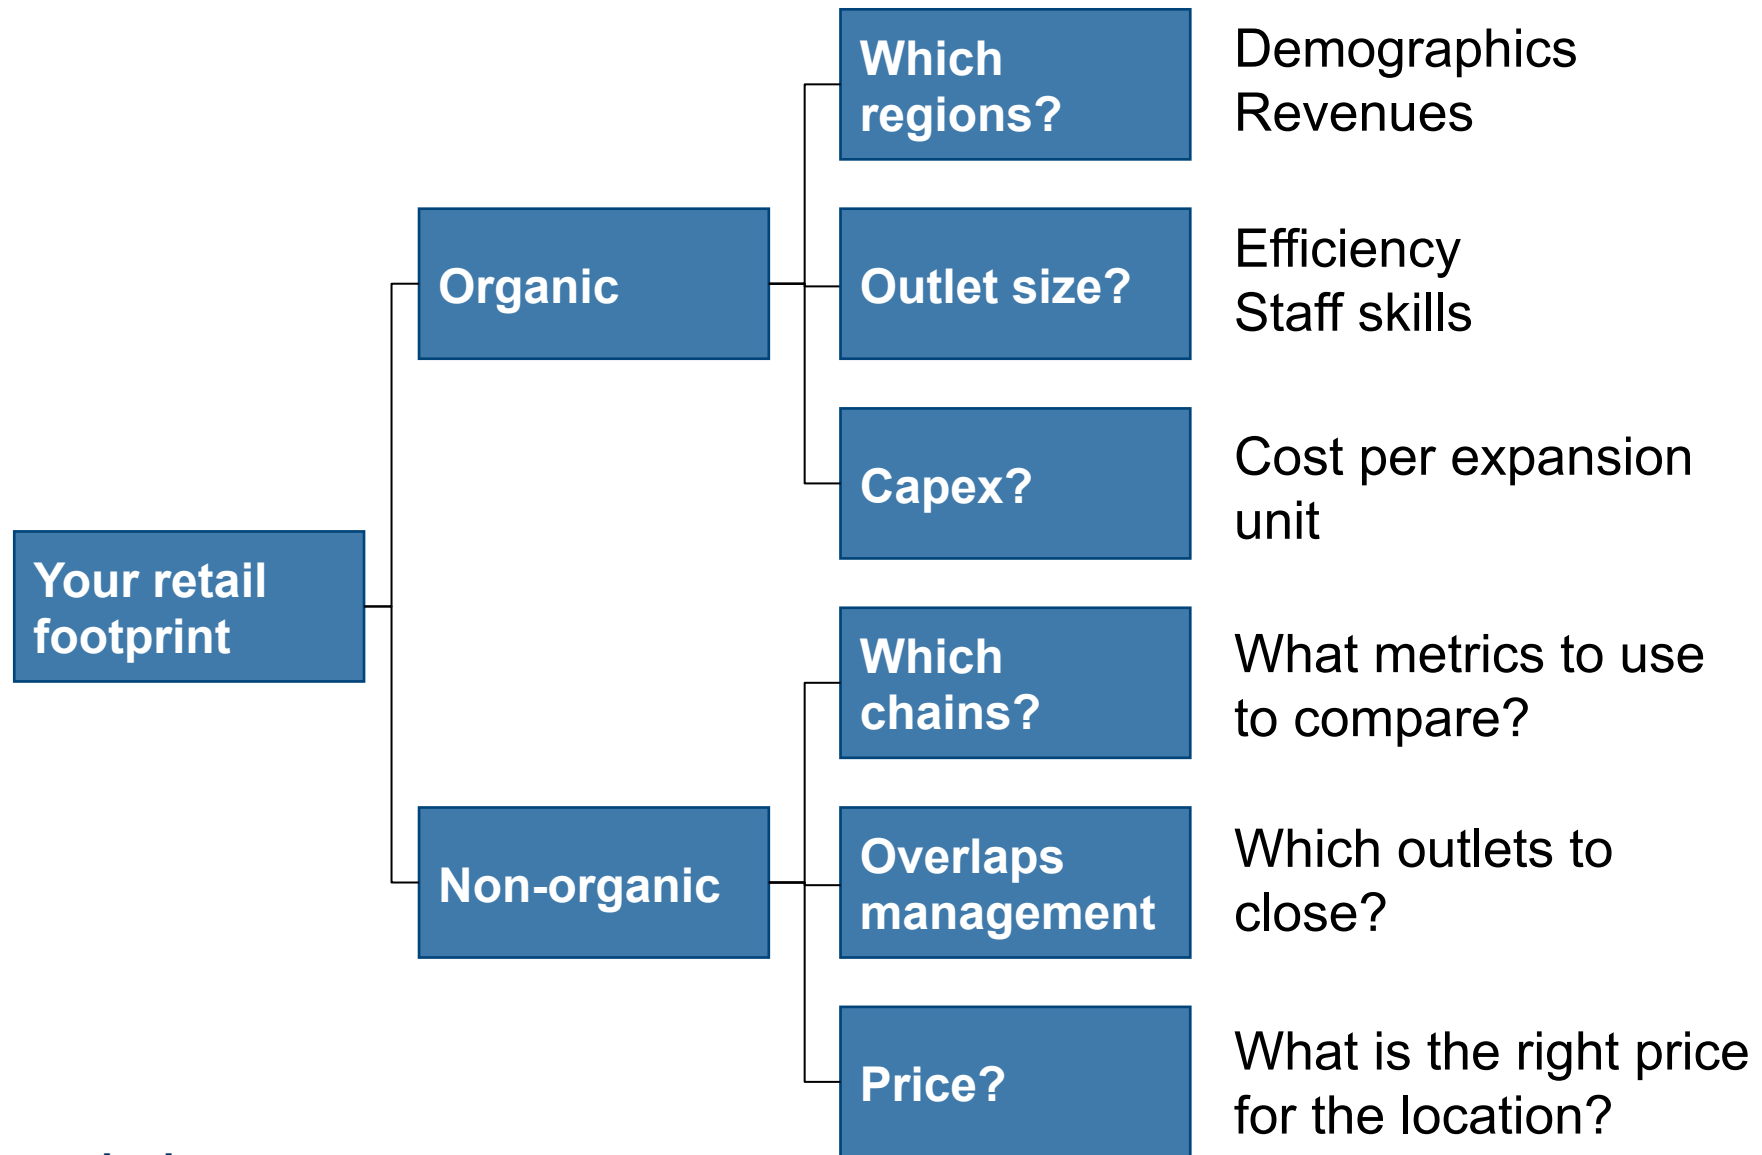 Which
regions?
Demographics
Revenues
Organic
Outlet size?
Efficiency
Staff skills
Capex?
Cost per expansion
unit
Your retail
footprint
Which
chains?
What metrics to use
to compare?
Non-organic
Overlaps
management
Which outlets to
close?
Price?
What is the right price
for the location?